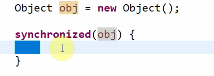 Object obj = new Object();
synchronized(obj) {
}